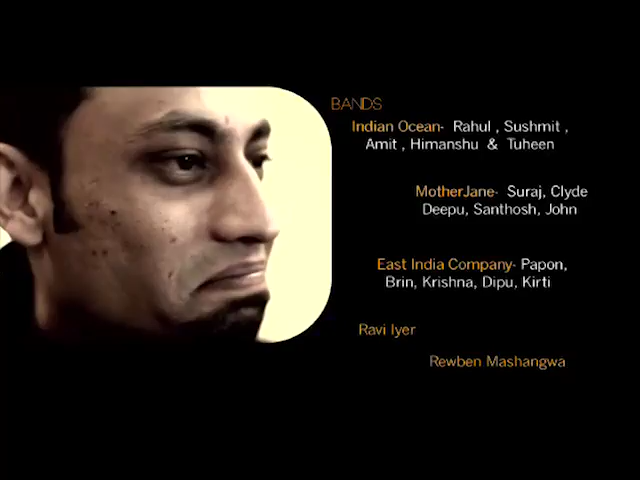 BANDS
Indian Ocean- Rahul , Sushmit ,
Amit , Himanshu & Tuheen
MotherJane- Suraj, Clyde
Deepu, Santhosh, John
East India Company- Papon,
Brin, Krishna, Dipu, Kirti
Ravi Iyer
Rewben Mashangwa